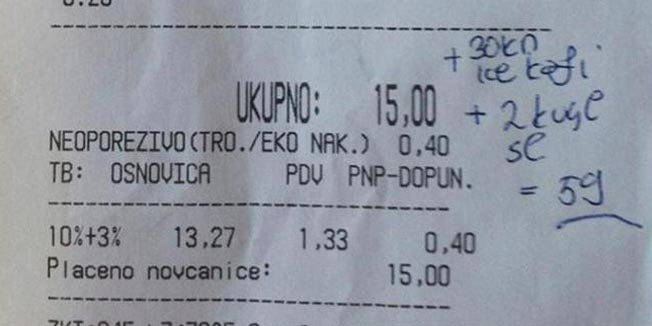 UKUPNO: 15,00
NEOPOREZIVO(TRO./EKO NAK.) 0,40
TB: OSNOVICA PDV PNP-DOPUN.
10%+3% 13,27 1,33 0,40
Placeno novcanice: 15,00
+ 30KN
ice kafi
+ 2 kugle
se
= 59